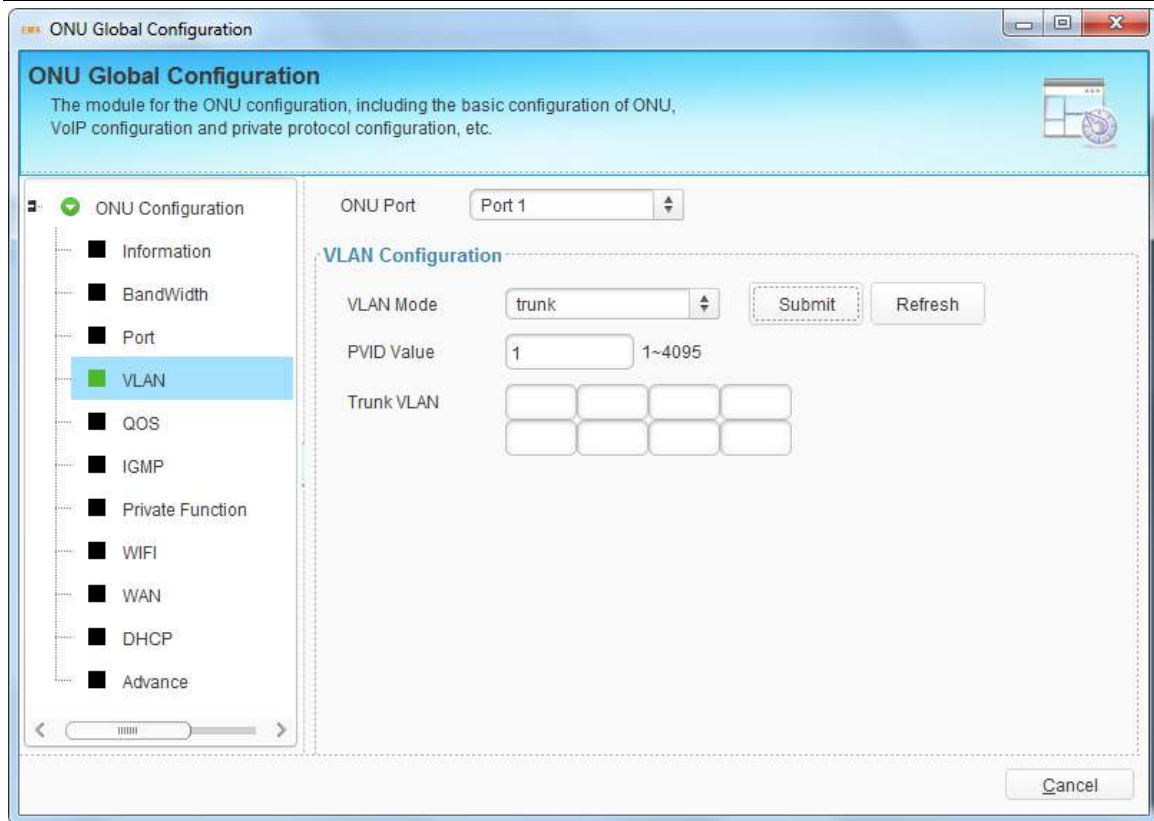 EMS ONU Global Configuration
ONU Global Configuration
The module for the ONU configuration, including the basic configuration of ONU,
VoIP configuration and private protocol configuration, etc.
ONU Configuration
Information
BandWidth
Port
VLAN
QOS
IGMP
Private Function
WIFI
WAN
DHCP
Advance
ONU Port Port 1
VLAN Configuration
VLAN Mode trunk Submit Refresh
PVID Value 1 1~4095
Trunk VLAN
Cancel